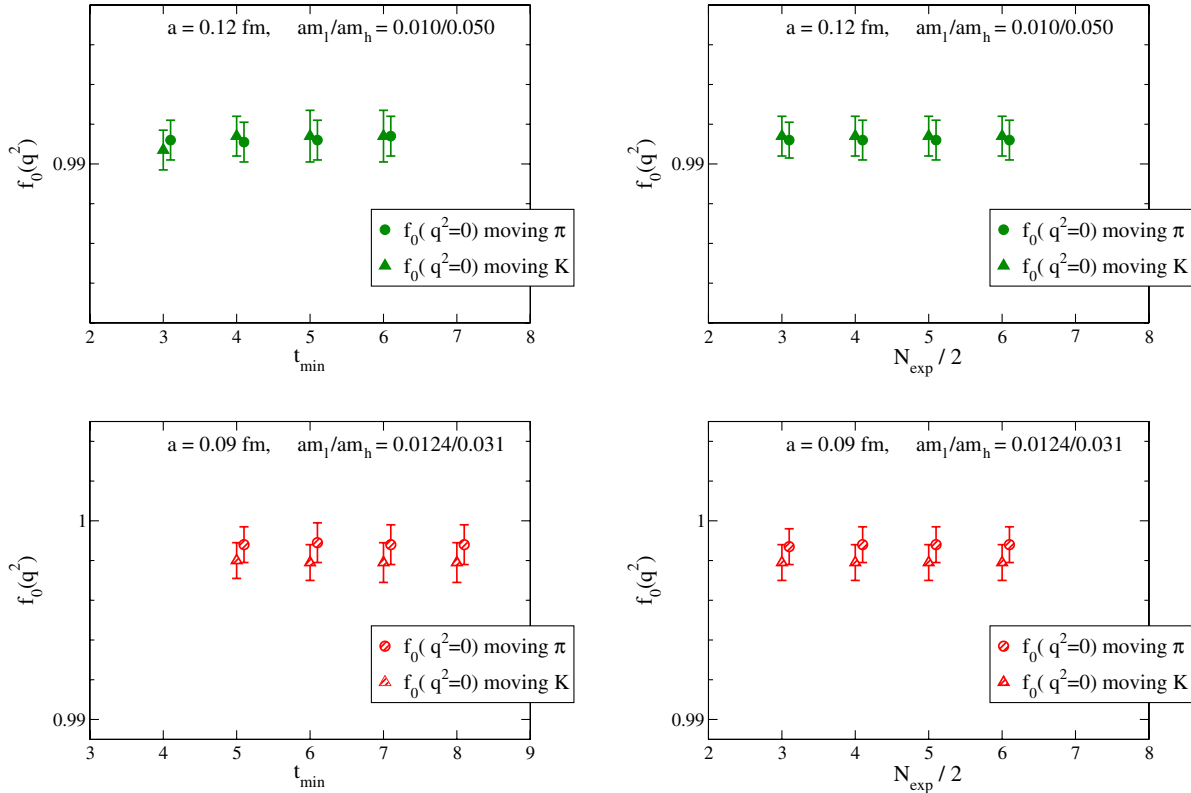 a = 0.12 fm, am_l/am_h = 0.010/0.050
f_0(q^2)
0.99
f_0( q^2=0) moving π
f_0( q^2=0) moving K
2 3 4 5 6 7 8
t_min
a = 0.12 fm, am_l/am_h = 0.010/0.050
f_0(q^2)
0.99
f_0( q^2=0) moving π
f_0( q^2=0) moving K
2 3 4 5 6 7 8
N_exp / 2
a = 0.09 fm, am_l/am_h = 0.0124/0.031
1
f_0(q^2)
f_0( q^2=0) moving π
f_0( q^2=0) moving K
0.99
3 4 5 6 7 8 9
t_min
a = 0.09 fm, am_l/am_h = 0.0124/0.031
1
f_0(q^2)
f_0( q^2=0) moving π
f_0( q^2=0) moving K
0.99
2 3 4 5 6 7 8
N_exp / 2